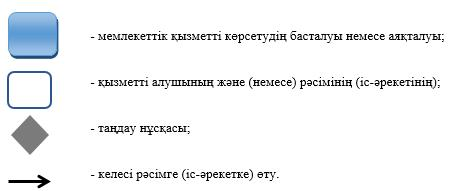 - мемлекеттік қызметті көрсетудің басталуы немесе аяқталуы;
- қызметті алушының және (немесе) рәсімінің (іс-әрекетінің);
- таңдау нұсқасы;
- келесі рәсімге (іс-әрекетке) өту.